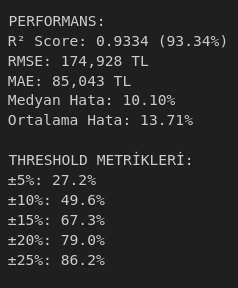 PERFORMANS:
R² Score: 0.9334 (93.34%)
RMSE: 174,928 TL
MAE: 85,043 TL
Medyan Hata: 10.10%
Ortalama Hata: 13.71%
THRESHOLD METRİKLERİ:
±5%: 27.2%
±10%: 49.6%
±15%: 67.3%
±20%: 79.0%
±25%: 86.2%